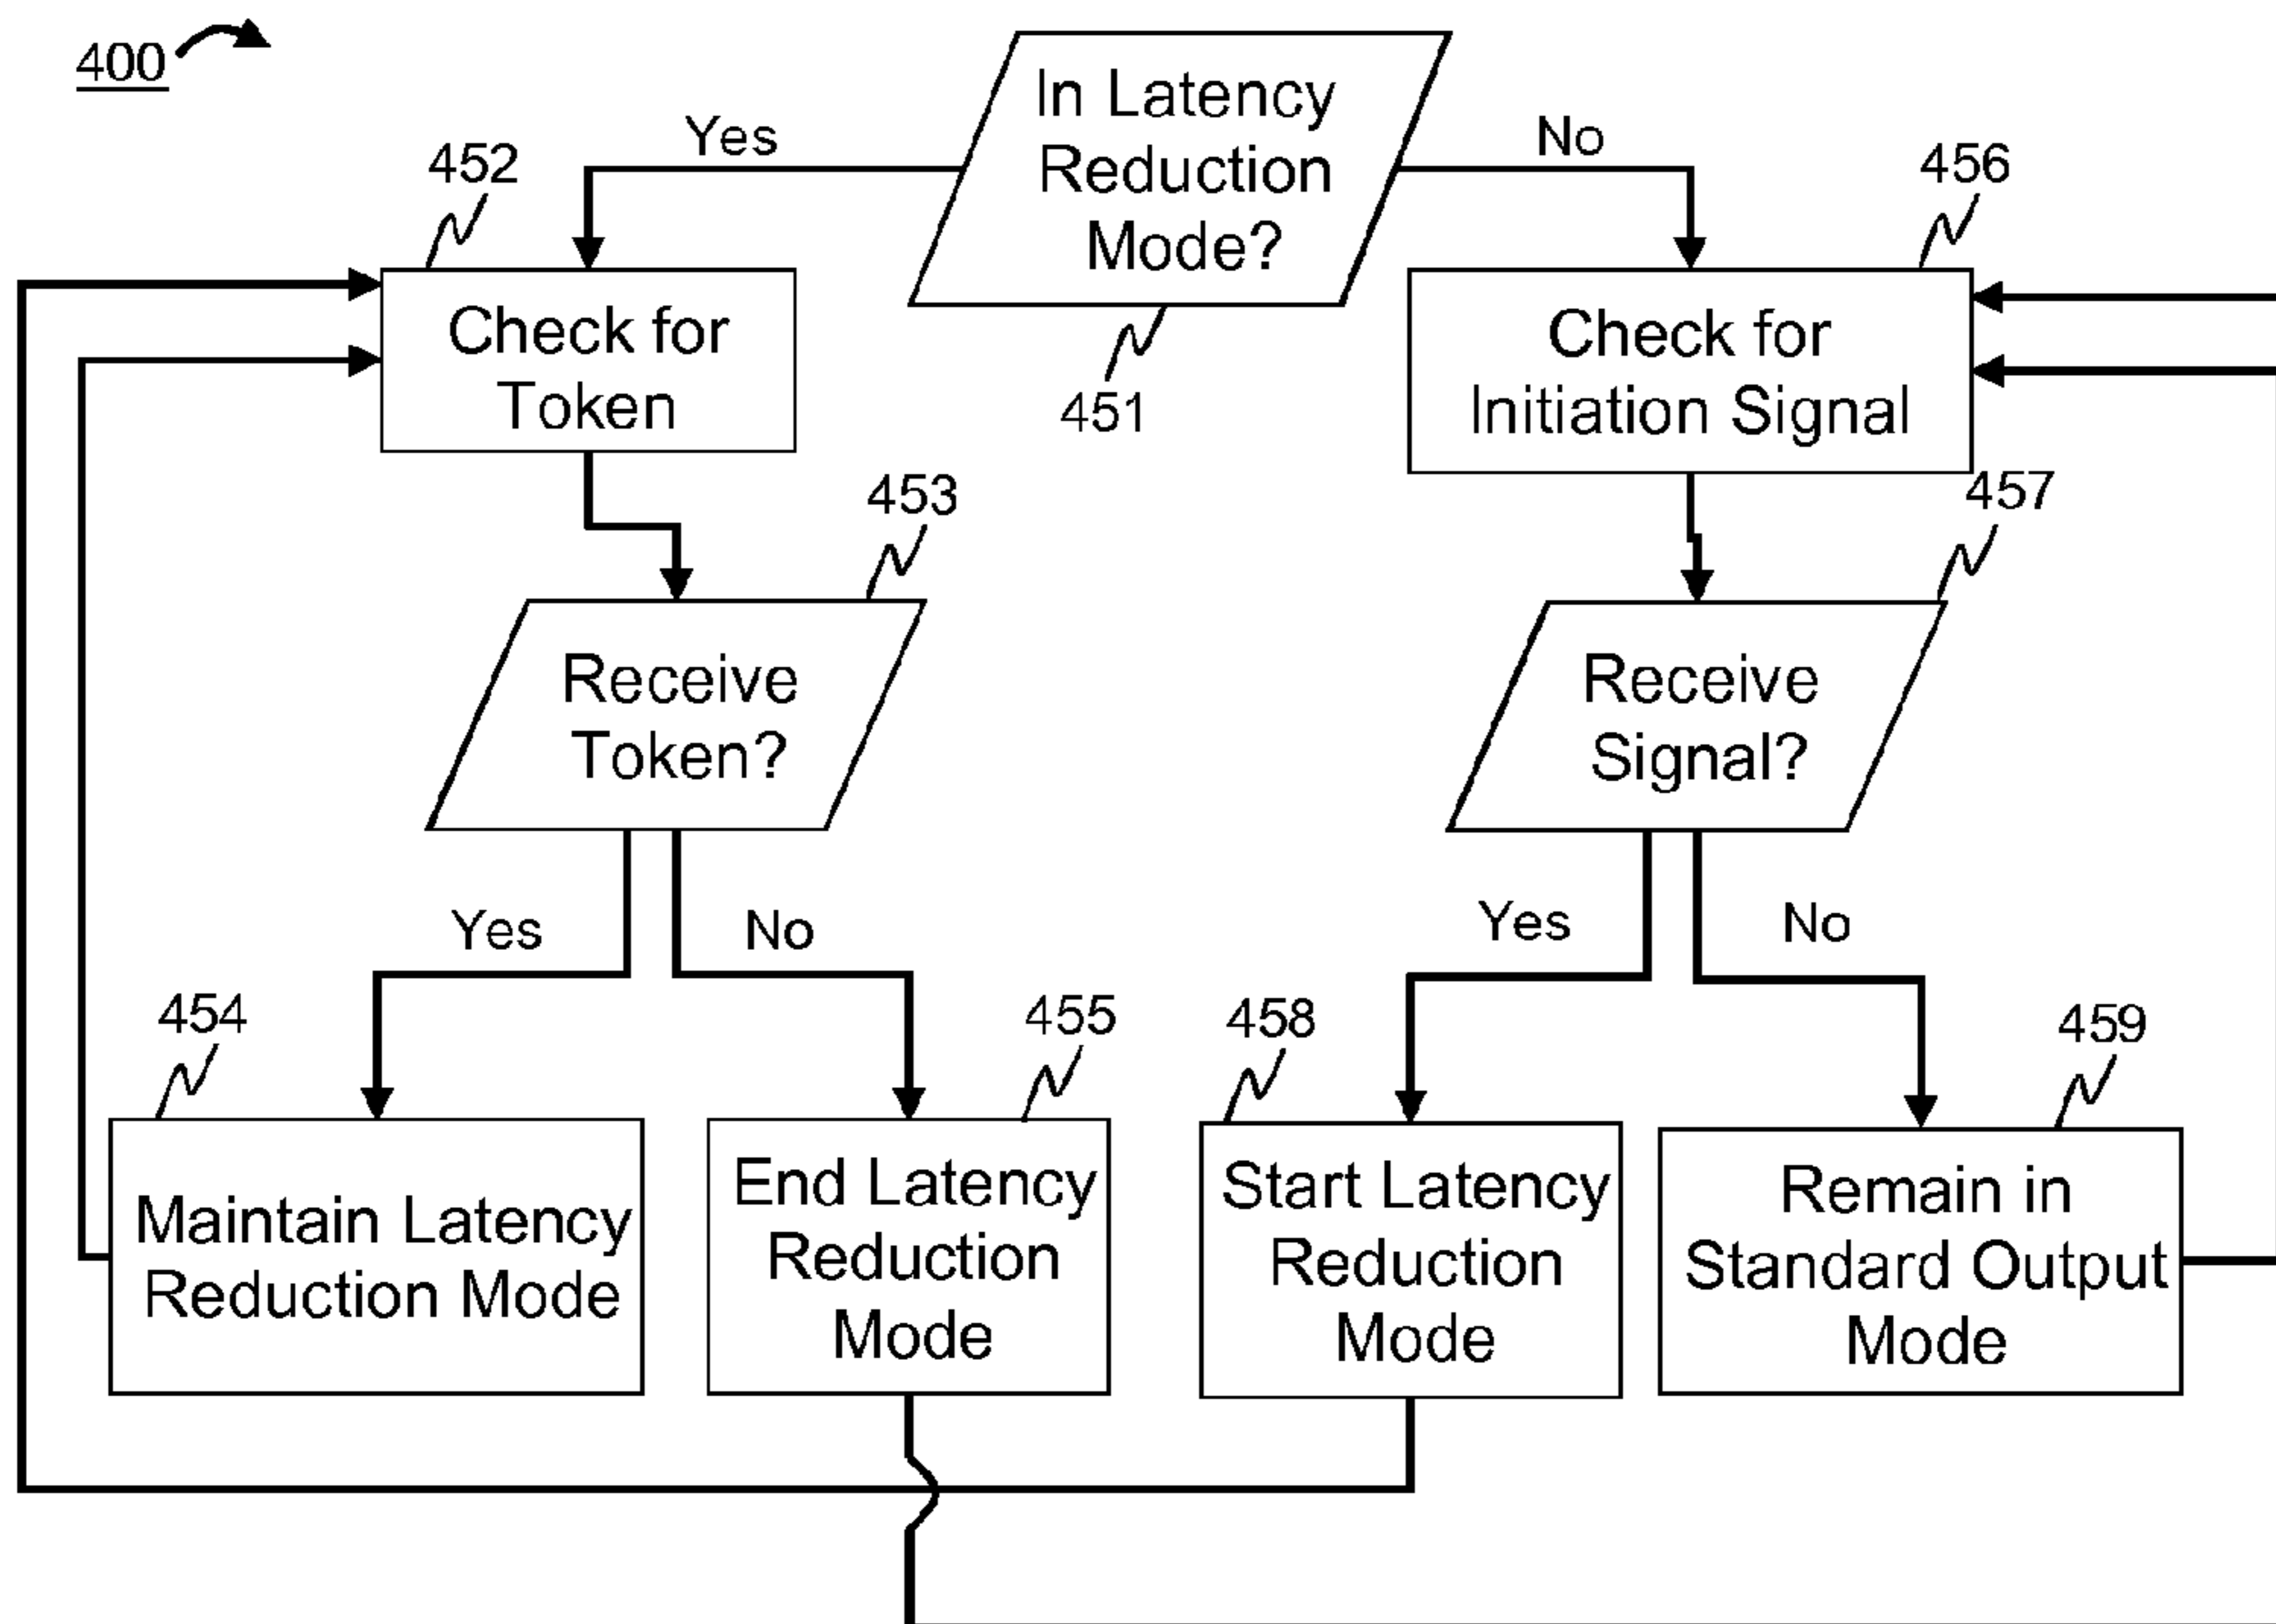 400
In Latency
Reduction
Mode?
451
Yes
No
452
Check for
Token
456
Check for
Initiation Signal
453
Receive
Token?
457
Receive
Signal?
Yes
No
Yes
No
454
Maintain Latency
Reduction Mode
455
End Latency
Reduction
Mode
458
Start Latency
Reduction
Mode
459
Remain in
Standard Output
Mode